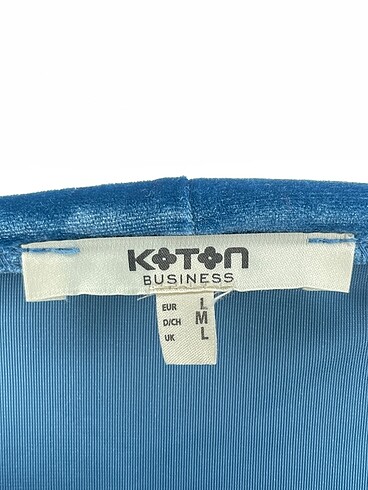 KOTON
BUSINESS
EUR L
D/CH M
UK L